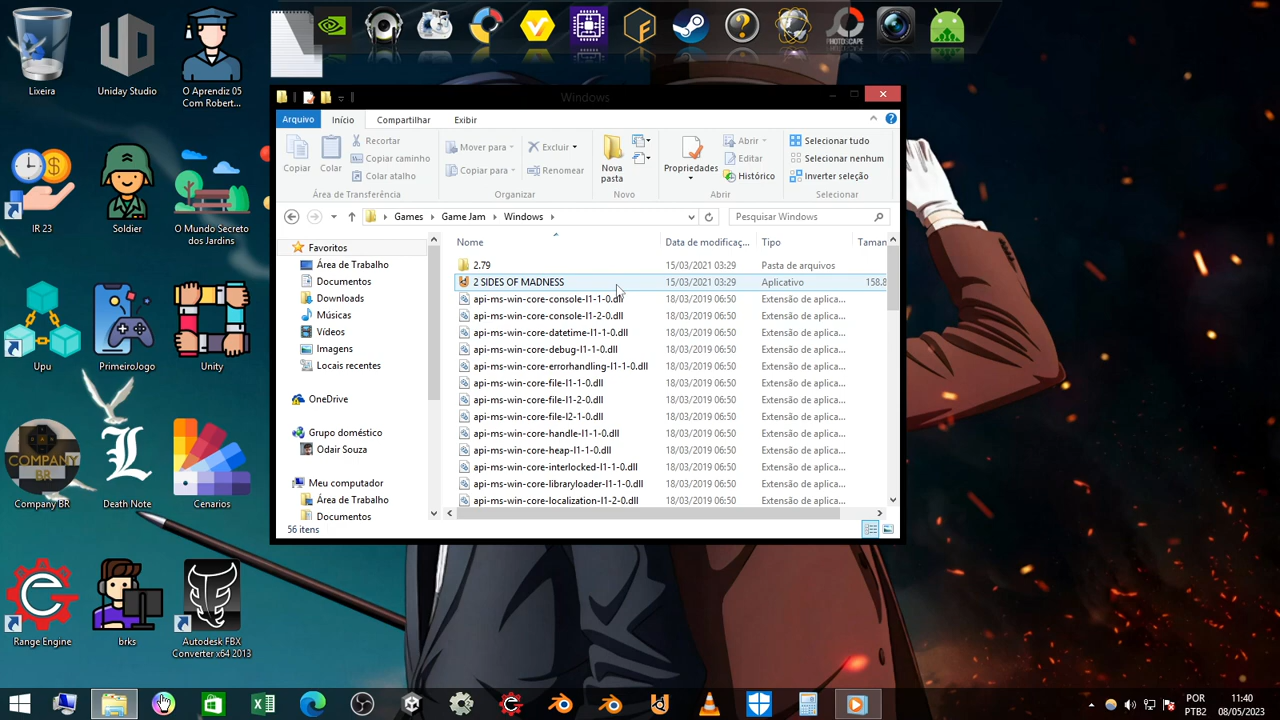 PHOTOSCAPE
Lixeira
Uniday Studio
O Aprendiz 05
Com Robert...
IR 23
Soldier
O Mundo Secreto
dos Jardins
Upu
PrimeiroJogo
Unity
COMPANY
BR
Company BR
Death Note
Cenarios
Range Engine
brks
Autodesk FBX
Converter x64 2013
Windows
Arquivo
Início
Compartilhar
Exibir
Copiar
Colar
Recortar
Copiar caminho
Colar atalho
Área de Transferência
Mover para
Copiar para
Excluir
Renomear
Organizar
Nova
pasta
Novo
Propriedades
Abrir
Editar
Histórico
Abrir
Selecionar tudo
Selecionar nenhum
Inverter seleção
Selecionar
Games
Game Jam
Windows
Pesquisar Windows
Favoritos
Área de Trabalho
Documentos
Downloads
Músicas
Vídeos
Imagens
Locais recentes
OneDrive
Grupo doméstico
Odair Souza
Meu computador
Área de Trabalho
Documentos
Nome Data de modificaç... Tipo Taman
2.79 15/03/2021 03:29 Pasta de arquivos
2 SIDES OF MADNESS 15/03/2021 03:29 Aplicativo 158.8
api-ms-win-core-console-l1-1-0.dll 18/03/2019 06:50 Extensão de aplica...
api-ms-win-core-console-l1-2-0.dll 18/03/2019 06:50 Extensão de aplica...
api-ms-win-core-datetime-l1-1-0.dll 18/03/2019 06:50 Extensão de aplica...
api-ms-win-core-debug-l1-1-0.dll 18/03/2019 06:50 Extensão de aplica...
api-ms-win-core-errorhandling-l1-1-0.dll 18/03/2019 06:50 Extensão de aplica...
api-ms-win-core-file-l1-1-0.dll 18/03/2019 06:50 Extensão de aplica...
api-ms-win-core-file-l1-2-0.dll 18/03/2019 06:50 Extensão de aplica...
api-ms-win-core-file-l2-1-0.dll 18/03/2019 06:50 Extensão de aplica...
api-ms-win-core-handle-l1-1-0.dll 18/03/2019 06:50 Extensão de aplica...
api-ms-win-core-heap-l1-1-0.dll 18/03/2019 06:50 Extensão de aplica...
api-ms-win-core-interlocked-l1-1-0.dll 18/03/2019 06:50 Extensão de aplica...
api-ms-win-core-libraryloader-l1-1-0.dll 18/03/2019 06:50 Extensão de aplica...
api-ms-win-core-localization-l1-2-0.dll 18/03/2019 06:50 Extensão de aplica...
56 itens
POR
PTB2
11:40
08/05/2023